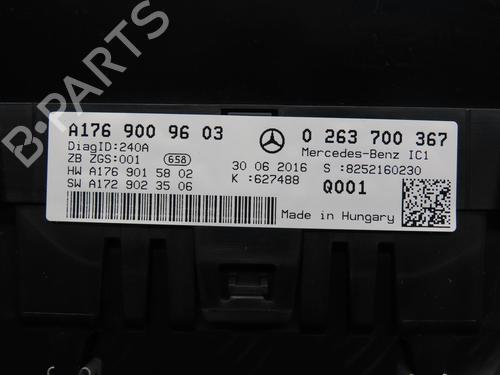 A176 900 96 03
0 263 700 367
DiagID:240A
Mercedes-Benz IC1
ZB ZGS:001 658
30 06 2016 S :8252160230
HW A176 901 58 02
K :627488 Q001
SW A172 902 35 06
Made in Hungary
B-PARTS